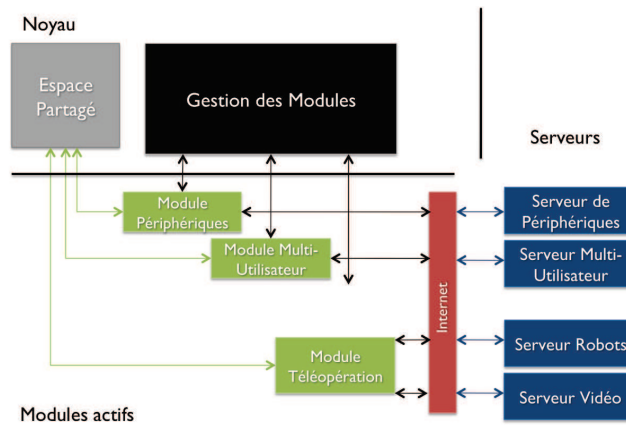 Noyau
Espace
Partagé
Gestion des Modules
Serveurs
Module
Périphériques
Serveur de
Périphériques
Module Multi-
Utilisateur
Serveur Multi-
Utilisateur
Internet
Module
Téléopération
Serveur Robots
Serveur Vidéo
Modules actifs